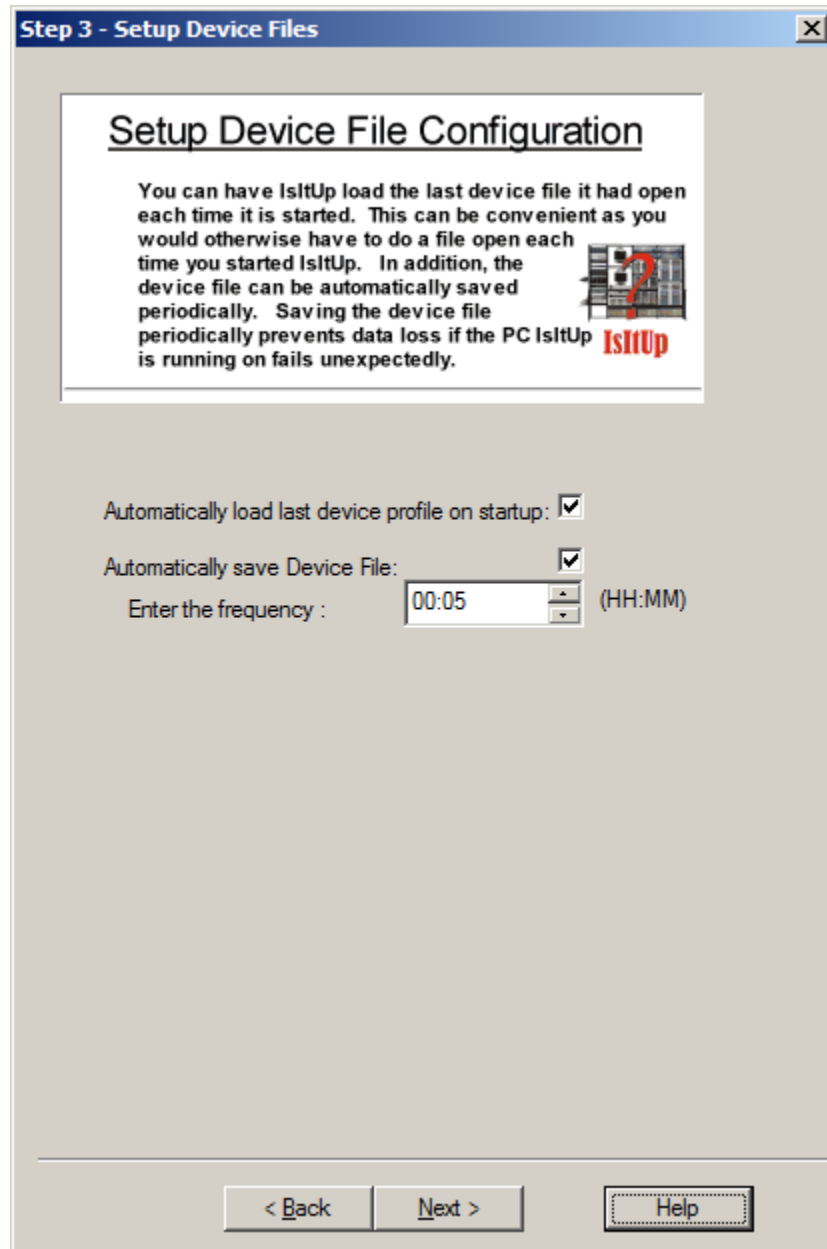 Step 3 - Setup Device Files
Setup Device File Configuration
You can have IsItUp load the last device file it had open
each time it is started. This can be convenient as you
would otherwise have to do a file open each
time you started IsItUp. In addition, the
device file can be automatically saved
periodically. Saving the device file
periodically prevents data loss if the PC IsItUp
is running on fails unexpectedly.
?
IsItUp
Automatically load last device profile on startup:
Automatically save Device File:
Enter the frequency : 00:05 (HH:MM)
< Back Next > Help